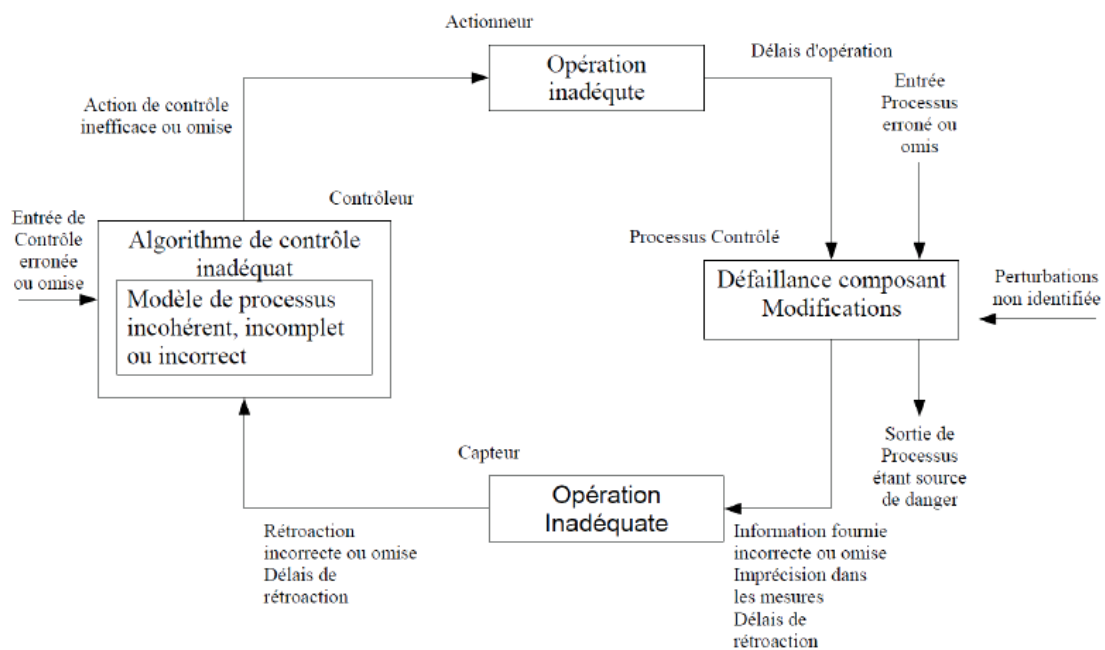 Actionneur
Opération
inadéqute
Délais d'opération
Entrée
Processus
erroné ou
omis
Action de contrôle
inefficace ou omise
Contrôleur
Entrée de
Contrôle
erronée
ou omise
Algorithme de contrôle
inadéquat
Modèle de processus
incohérent, incomplet
ou incorrect
Processus Contrôlé
Défaillance composant
Modifications
Perturbations
non identifiée
Sortie de
Processus
étant source
de danger
Capteur
Opération
Inadéquate
Rétroaction
incorrecte ou omise
Délais de
rétroaction
Information fournie
incorrecte ou omise
Imprécision dans
les mesures
Délais de
rétroaction